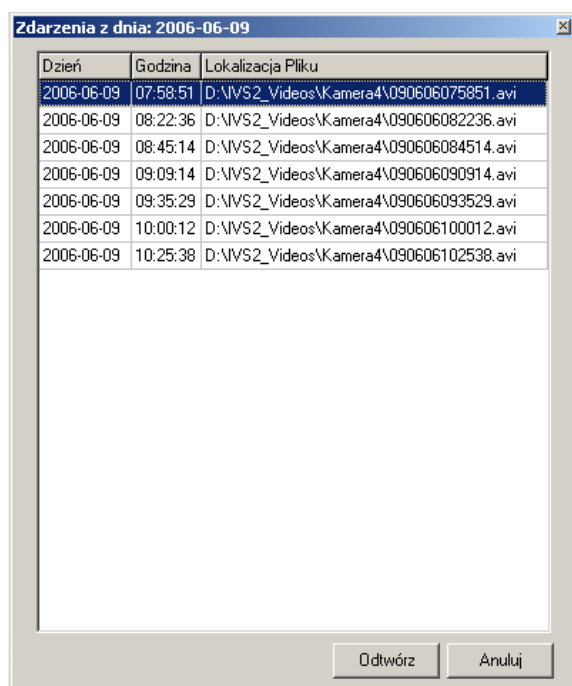 Zdarzenia z dnia: 2006-06-09
Dzień Godzina Lokalizacja Pliku
2006-06-09 07:58:51 D:\IVS2_Videos\Kamera4\090606075851.avi
2006-06-09 08:22:36 D:\IVS2_Videos\Kamera4\090606082236.avi
2006-06-09 08:45:14 D:\IVS2_Videos\Kamera4\090606084514.avi
2006-06-09 09:09:14 D:\IVS2_Videos\Kamera4\090606090914.avi
2006-06-09 09:35:29 D:\IVS2_Videos\Kamera4\090606093529.avi
2006-06-09 10:00:12 D:\IVS2_Videos\Kamera4\090606100012.avi
2006-06-09 10:25:38 D:\IVS2_Videos\Kamera4\090606102538.avi
Odtwórz Anuluj